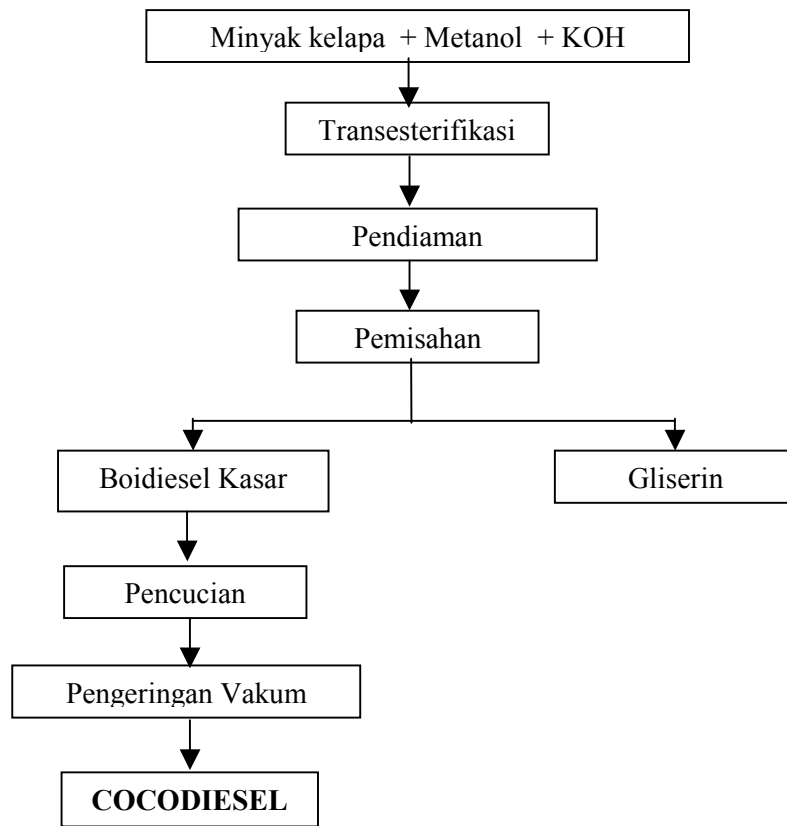 Minyak kelapa + Metanol + KOH
Transesterifikasi
Pendiaman
Pemisahan
Boidiesel Kasar
Gliserin
Pencucian
Pengeringan Vakum
COCODIESEL